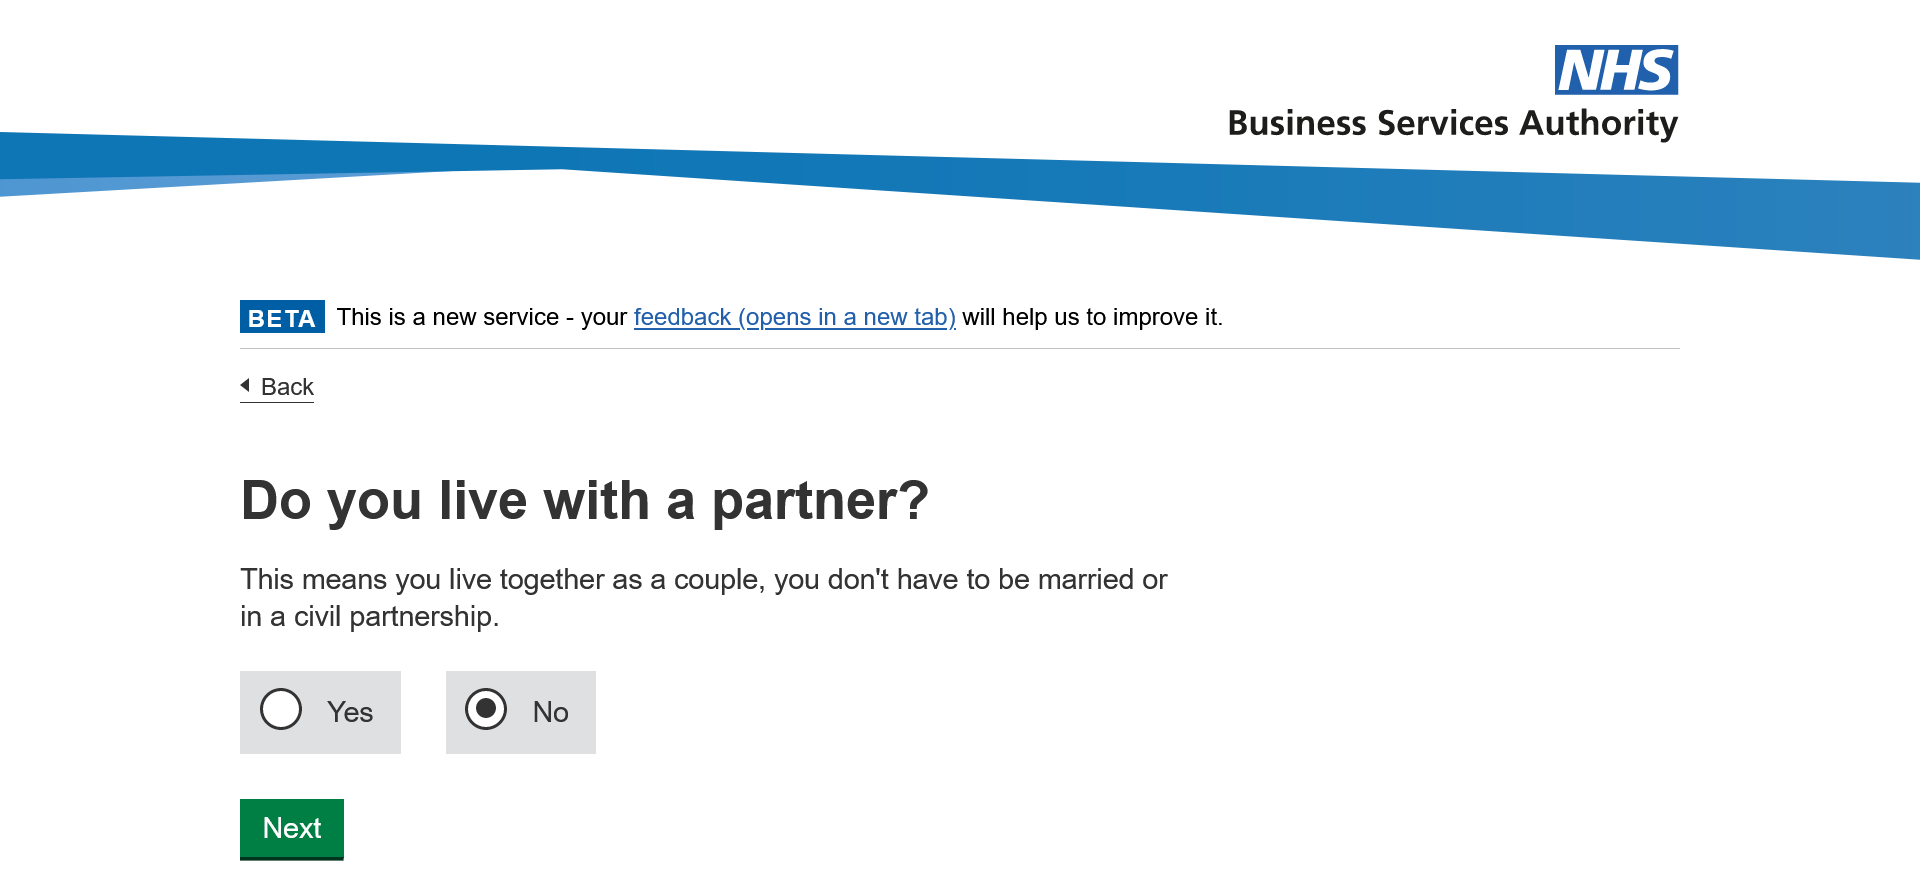 NHS
Business Services Authority
BETA This is a new service - your feedback (opens in a new tab) will help us to improve it.
Back
Do you live with a partner?
This means you live together as a couple, you don't have to be married or
in a civil partnership.
Yes No
Next